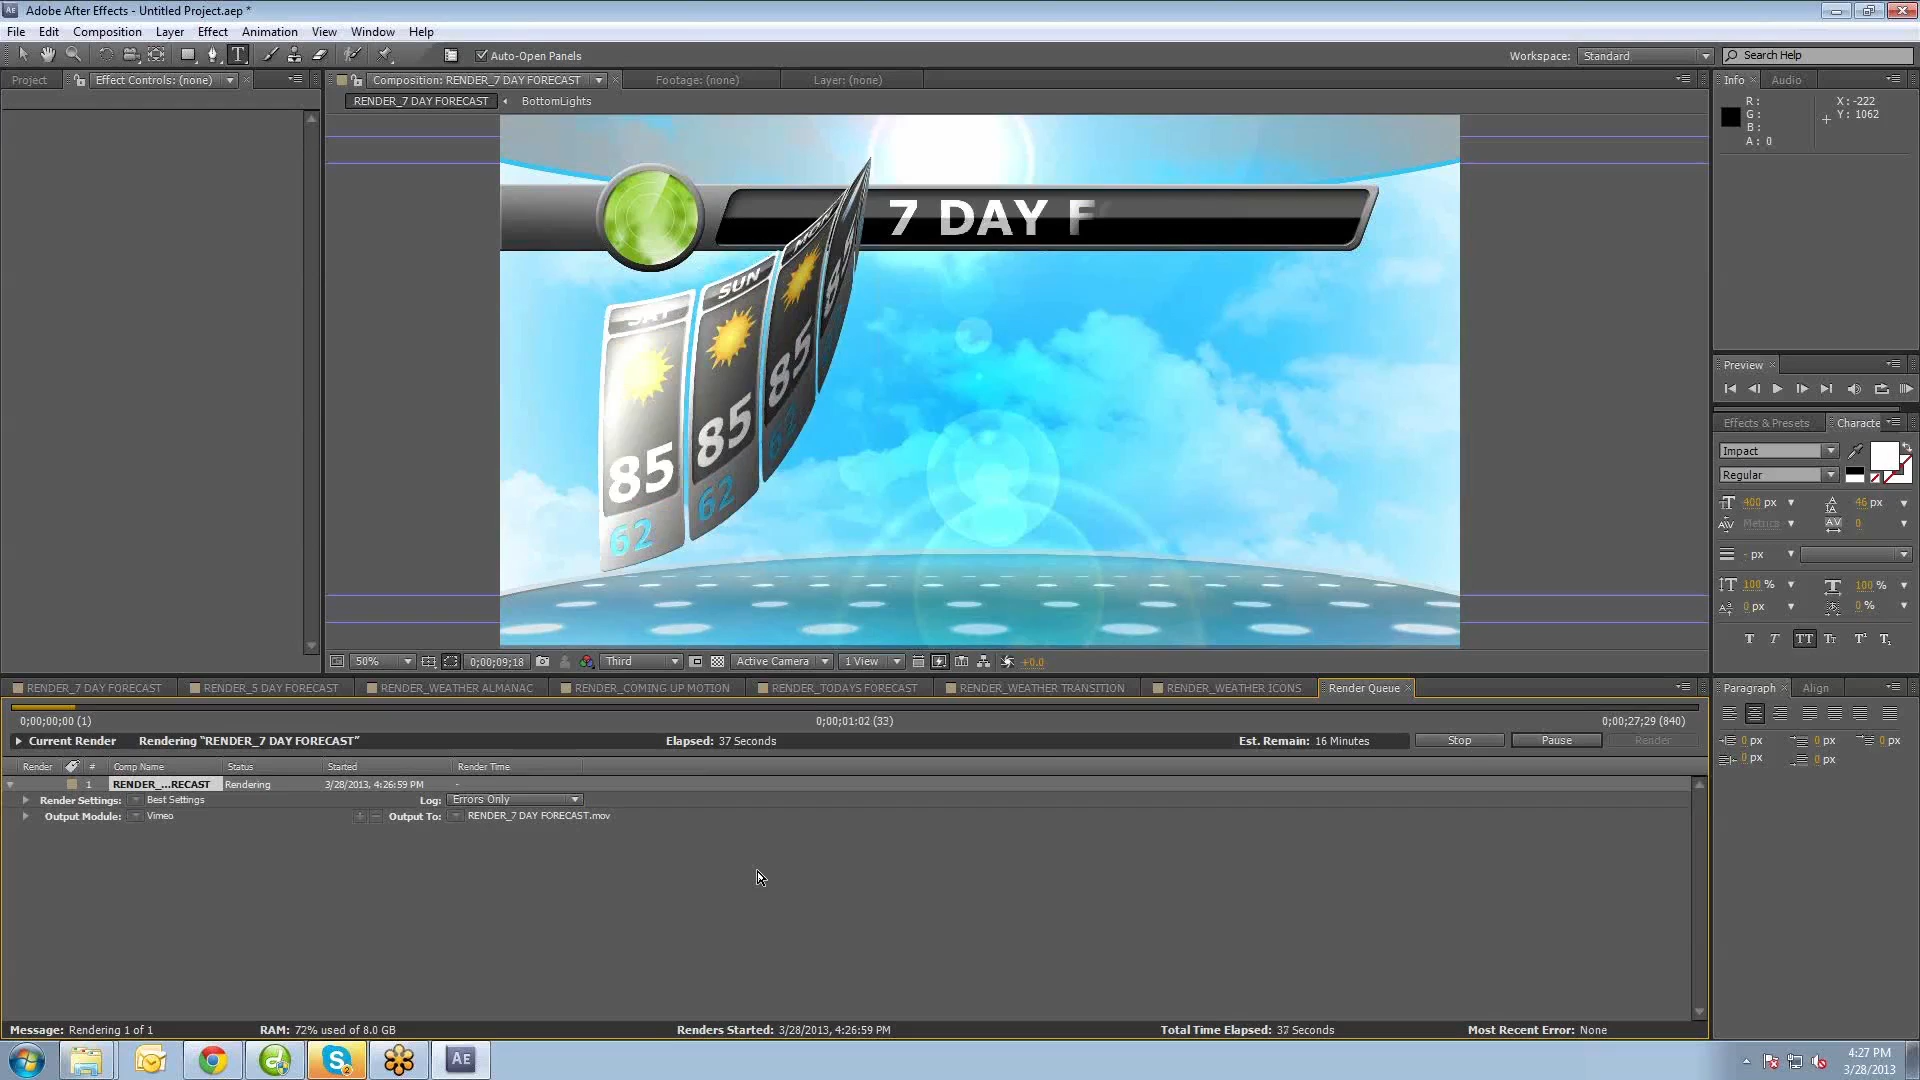 Adobe After Effects - Untitled Project.aep *
File Edit Composition Layer Effect Animation View Window Help
Auto-Open Panels
Workspace: Standard
Search Help
Project
Effect Controls: (none)
Composition: RENDER_7 DAY FORECAST
Footage: (none)
Layer: (none)
Info
Audio
RENDER_7 DAY FORECAST
BottomLights
R :
G :
B :
A : 0
X : -222
Y : 1062
7 DAY F
SUN
85
85
85
62
62
62
Preview
Effects & Presets
Characte
Impact
Regular
400 px
46 px
Metrics
0
- px
100 %
100 %
0 px
0 %
50%
0;00;09;18
Third
Active Camera
1 View
+0.0
RENDER_7 DAY FORECAST
RENDER_5 DAY FORECAST
RENDER_WEATHER ALMANAC
RENDER_COMING UP MOTION
RENDER_TODAYS FORECAST
RENDER_WEATHER TRANSITION
RENDER_WEATHER ICONS
Render Queue
Paragraph
Align
0 px
0 px
0 px
0 px
0 px
0;00;00;00 (1)
0;00;01:02 (33)
0;00;27;29 (840)
Current Render
Rendering “RENDER_7 DAY FORECAST”
Elapsed: 37 Seconds
Est. Remain: 16 Minutes
Stop
Pause
Render
Render # Comp Name Status Started Render Time
1 RENDER_...RECAST Rendering 3/28/2013, 4:26:59 PM -
Render Settings: Best Settings
Log: Errors Only
Output Module: Vimeo
Output To: RENDER_7 DAY FORECAST.mov
Message: Rendering 1 of 1
RAM: 72% used of 8.0 GB
Renders Started: 3/28/2013, 4:26:59 PM
Total Time Elapsed: 37 Seconds
Most Recent Error: None
4:27 PM
3/28/2013